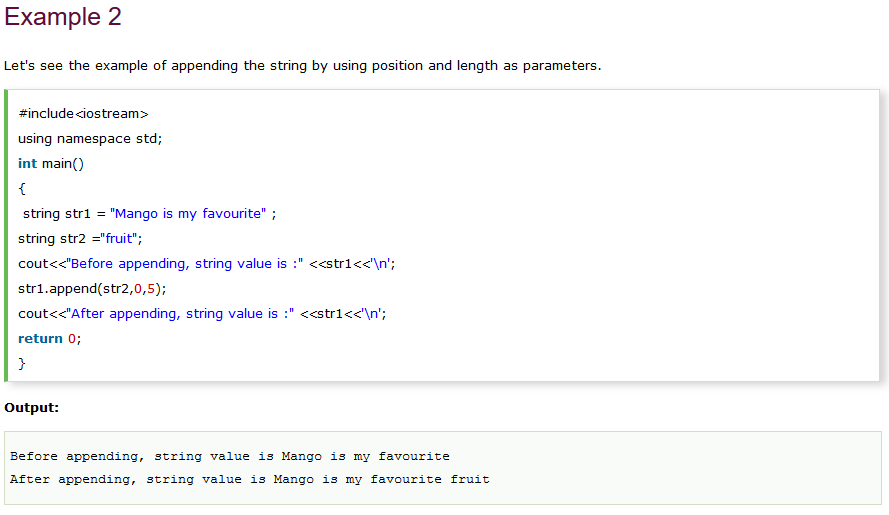 Example 2
Let's see the example of appending the string by using position and length as parameters.
#include<iostream>
using namespace std;
int main()
{
string str1 = "Mango is my favourite" ;
string str2 ="fruit";
cout<<"Before appending, string value is :" <<str1<<'\n';
str1.append(str2,0,5);
cout<<"After appending, string value is :" <<str1<<'\n';
return 0;
}
Output:
Before appending, string value is Mango is my favourite
After appending, string value is Mango is my favourite fruit